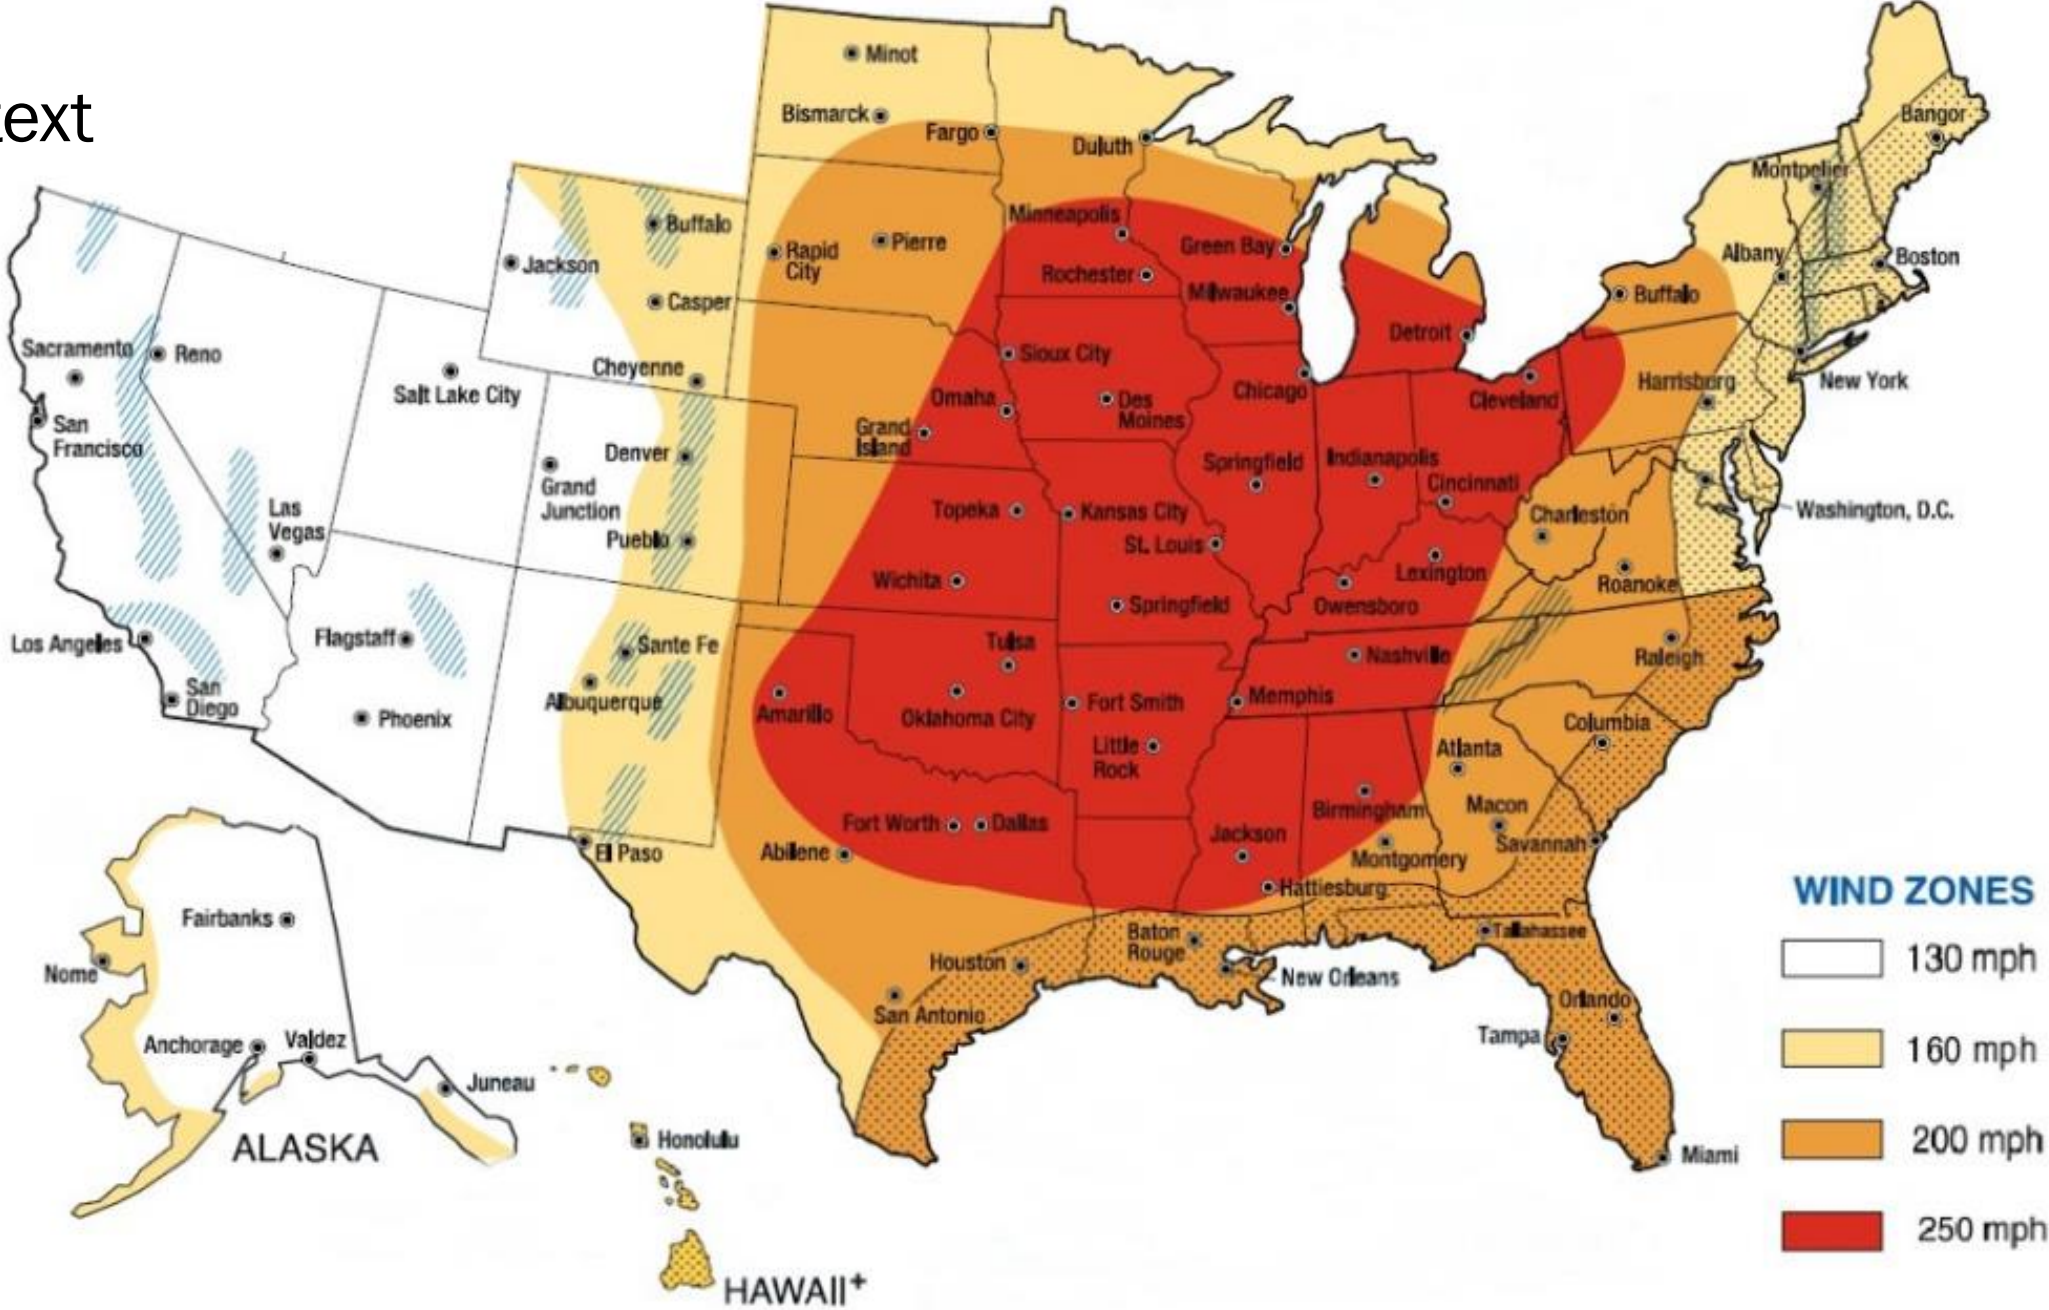 text
Minot
Bismarck
Fargo
Duluth
Bangor
Montpelier
Buffalo
Jackson
Casper
Cheyenne
Rapid
City
Pierre
Minneapolis
Green Bay
Rochester
Milwaukee
Albany
Boston
Buffalo
Detroit
Sacramento
Reno
San
Francisco
Salt Lake City
Las
Vegas
Denver
Grand
Junction
Pueblo
Sioux City
Omaha
Des
Moines
Grand
Island
Chicago
Cleveland
Harrisburg
New York
Springfield
Indianapolis
Cincinnati
Topeka
Kansas City
St. Louis
Charleston
Washington, D.C.
Wichita
Springfield
Lexington
Owensboro
Roanoke
Los Angeles
San
Diego
Flagstaff
Phoenix
Sante Fe
Albuquerque
Amarillo
Tulsa
Oklahoma City
Fort Smith
Little
Rock
Memphis
Nashville
Raleigh
Columbia
Atlanta
Macon
Savannah
Birmingham
Montgomery
Jackson
Hattiesburg
El Paso
Abilene
Fort Worth
Dallas
Houston
San Antonio
Baton
Rouge
New Orleans
Tallahassee
Orlando
Tampa
Miami
Fairbanks
Nome
Anchorage
Valdez
Juneau
ALASKA
Honolulu
HAWAII+
WIND ZONES
130 mph
160 mph
200 mph
250 mph